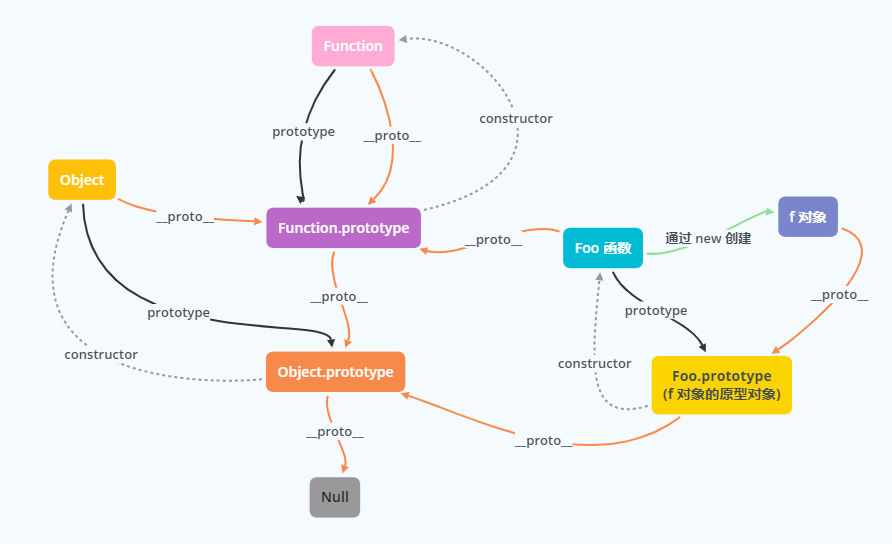 Function
prototype
__proto__
constructor
Object
__proto__
Function.prototype
__proto__
Foo 函数
通过 new 创建
f 对象
__proto__
prototype
__proto__
prototype
constructor
Object.prototype
constructor
Foo.prototype
(f 对象的原型对象)
__proto__
__proto__
Null